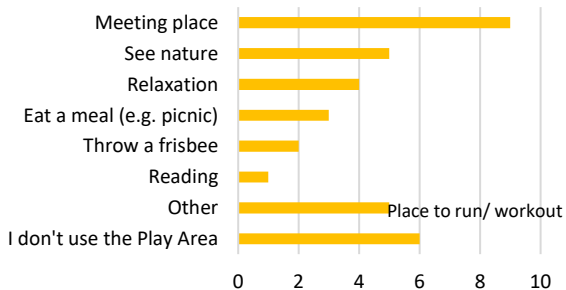 Meeting place
See nature
Relaxation
Eat a meal (e.g. picnic)
Throw a frisbee
Reading
Other
Place to run/ workout
I don't use the Play Area
0 2 4 6 8 10